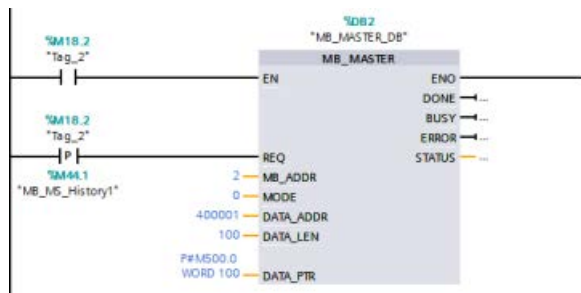 %DB2
"MB_MASTER_DB"
%M18.2
"Tag_2"
MB_MASTER
EN
ENO
DONE
...
BUSY
...
ERROR
...
%M18.2
"Tag_2"
P
REQ
STATUS
...
%M44.1
"MB_MS_History1"
2
MB_ADDR
0
MODE
400001
DATA_ADDR
100
DATA_LEN
P#M500.0
WORD 100
DATA_PTR